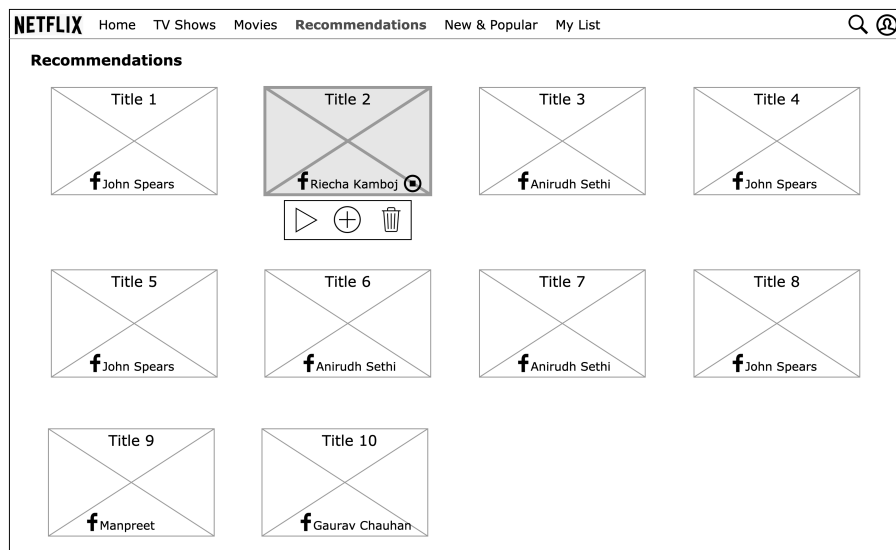 NETFLIX Home TV Shows Movies Recommendations New & Popular My List
Recommendations
Title 1 Title 2 Title 3 Title 4
John Spears Riecha Kamboj Anirudh Sethi John Spears
Title 5 Title 6 Title 7 Title 8
John Spears Anirudh Sethi Anirudh Sethi John Spears
Title 9 Title 10
Manpreet Gaurav Chauhan